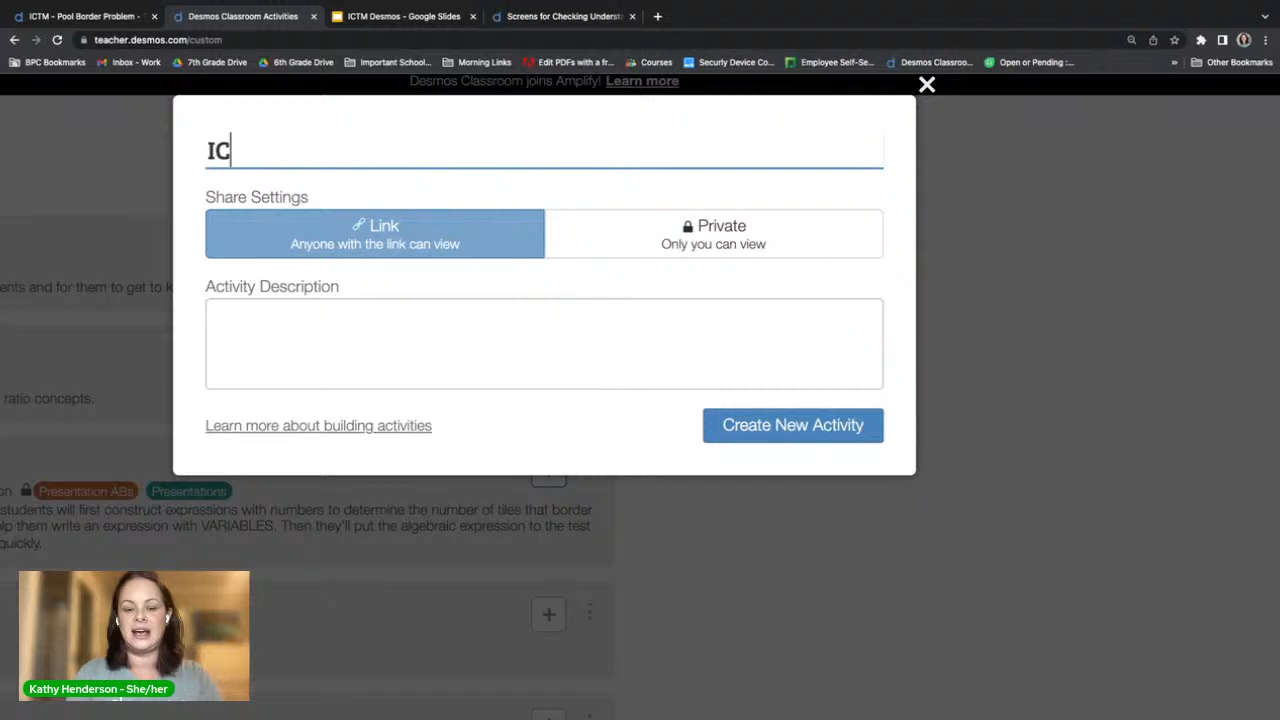 ICTM - Pool Border Problem -
Desmos Classroom Activities
ICTM Desmos - Google Slides
Screens for Checking Underst
teacher.desmos.com/custom
BPC Bookmarks
Inbox - Work
7th Grade Drive
6th Grade Drive
Important School...
Morning Links
Edit PDFs with a fr...
Courses
Securly Device Co...
Employee Self-Se...
Desmos Classroo...
Open or Pending :...
»
Other Bookmarks
Desmos Classroom joins Amplify! Learn more
IC
Share Settings
Link
Anyone with the link can view
Private
Only you can view
ents and for them to get to k
Activity Description
ratio concepts.
Learn more about building activities
Create New Activity
on
Presentation ABs
Presentations
students will first construct expressions with numbers to determine the number of tiles that border
lp them write an expression with VARIABLES. Then they'll put the algebraic expression to the test
quickly.
Kathy Henderson - She/her